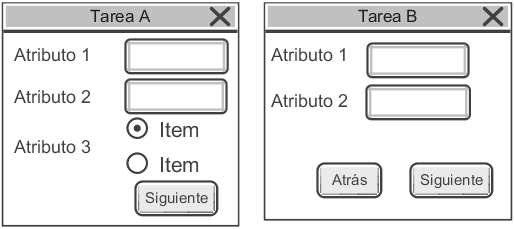 Tarea A
Atributo 1
Atributo 2
Atributo 3
Item
Item
Siguiente
Tarea B
Atributo 1
Atributo 2
Atrás
Siguiente